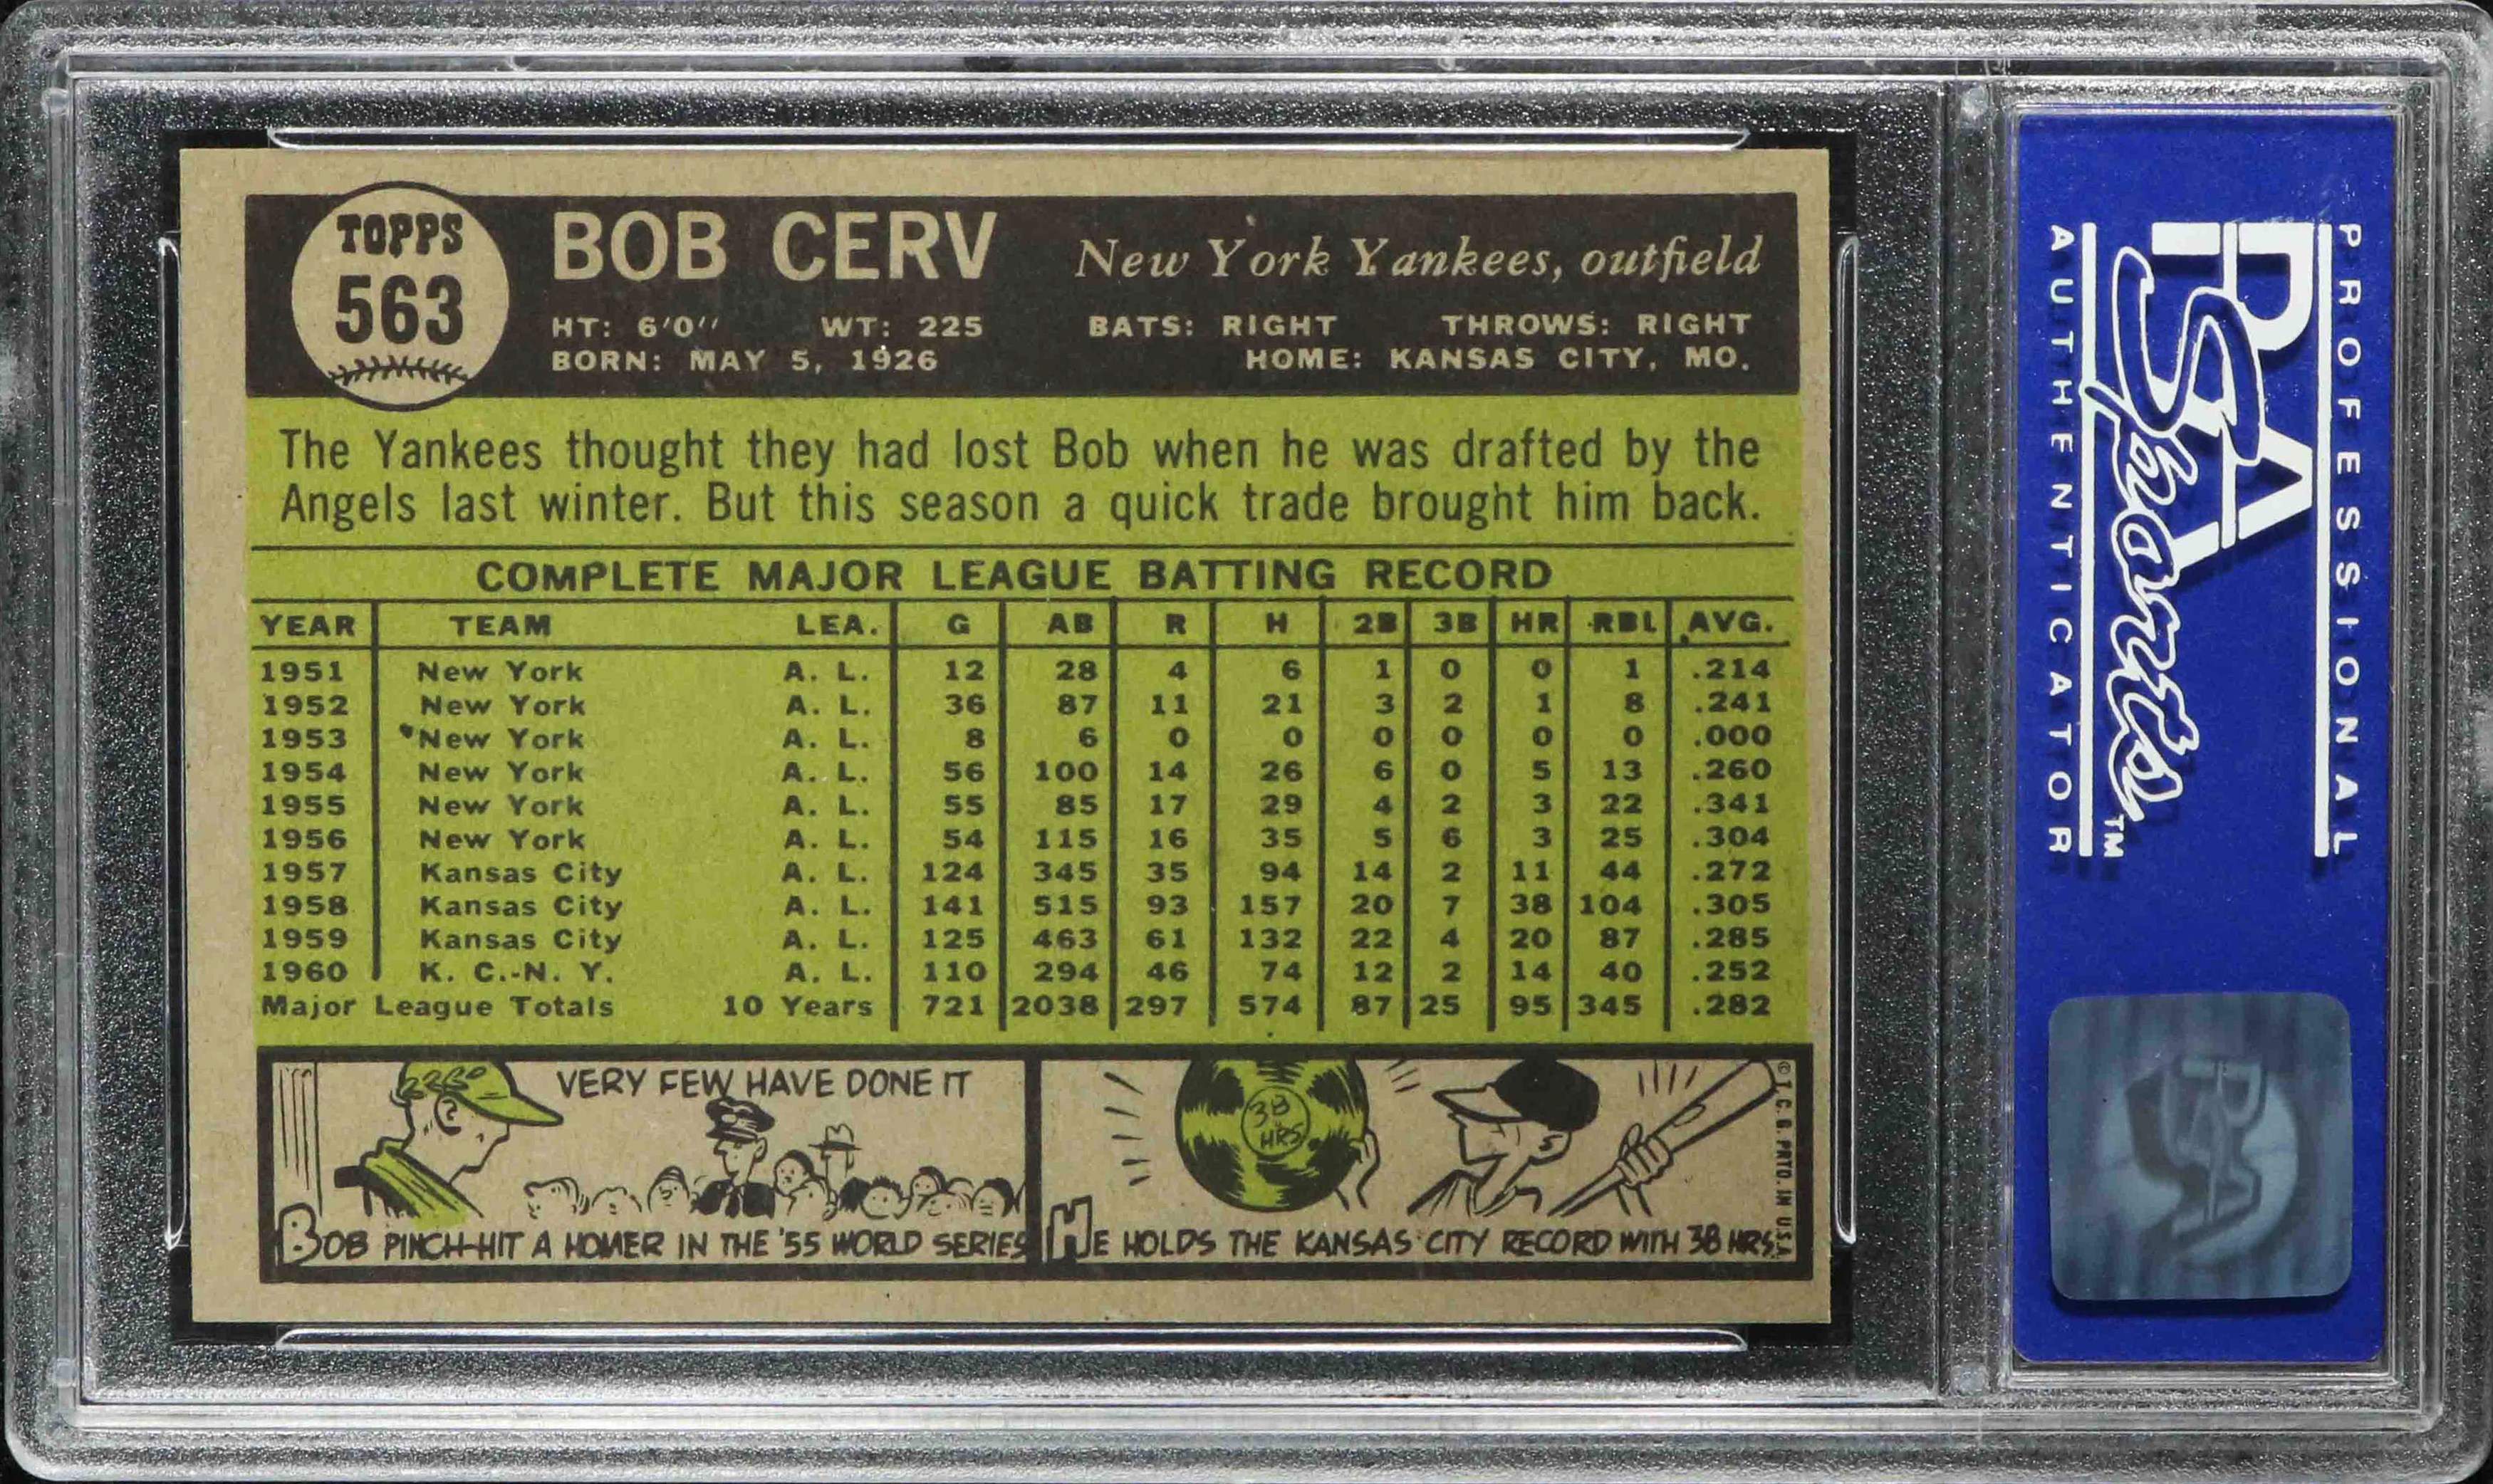 TOPPS
563
BOB CERV
New York Yankees, outfield
HT: 6'0'' WT: 225 BATS: RIGHT THROWS: RIGHT
BORN: MAY 5, 1926 HOME: KANSAS CITY, MO.
The Yankees thought they had lost Bob when he was drafted by the
Angels last winter. But this season a quick trade brought him back.
COMPLETE MAJOR LEAGUE BATTING RECORD
YEAR TEAM LEA. G AB R H 2B 3B HR RBI AVG.
1951 New York A. L. 12 28 4 6 1 0 0 1 .214
1952 New York A. L. 36 87 11 21 3 2 1 8 .241
1953 New York A. L. 8 6 0 0 0 0 0 0 .000
1954 New York A. L. 56 100 14 26 6 0 5 13 .260
1955 New York A. L. 55 85 17 29 4 2 3 22 .341
1956 New York A. L. 54 115 16 35 5 6 3 25 .304
1957 Kansas City A. L. 124 345 35 94 14 2 11 44 .272
1958 Kansas City A. L. 141 515 93 157 20 7 38 104 .305
1959 Kansas City A. L. 125 463 61 132 22 4 20 87 .285
1960 K. C.-N. Y. A. L. 110 294 46 74 12 2 14 40 .252
Major League Totals 10 Years 721 2038 297 574 87 25 95 345 .282
VERY FEW HAVE DONE IT
BOB PINCH-HIT A HOMER IN THE '55 WORLD SERIES
38
HRS
HE HOLDS THE KANSAS CITY RECORD WITH 38 HRS.
© T. C. G. PRTD. IN U.S.A.
PROFESSIONAL
PSA
Sports™
AUTHENTICATOR
PSA